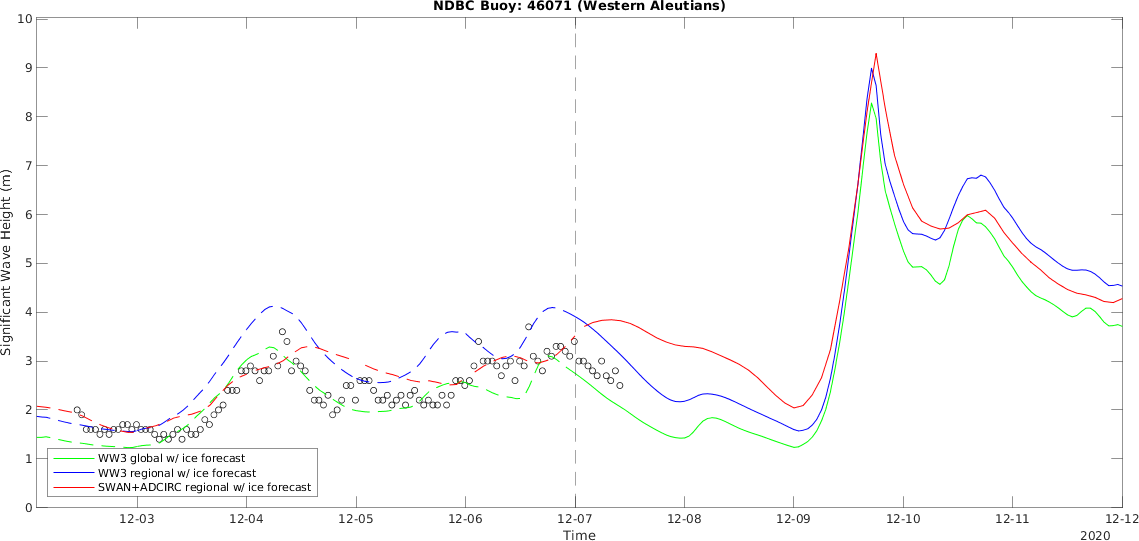 NDBC Buoy: 46071 (Western Aleutians)
10
9
8
7
6
5
4
3
2
1
0
Significant Wave Height (m)
WW3 global w/ ice forecast
WW3 regional w/ ice forecast
SWAN+ADCIRC regional w/ ice forecast
12-03 12-04 12-05 12-06 12-07 12-08 12-09 12-10 12-11 12-12
Time
2020